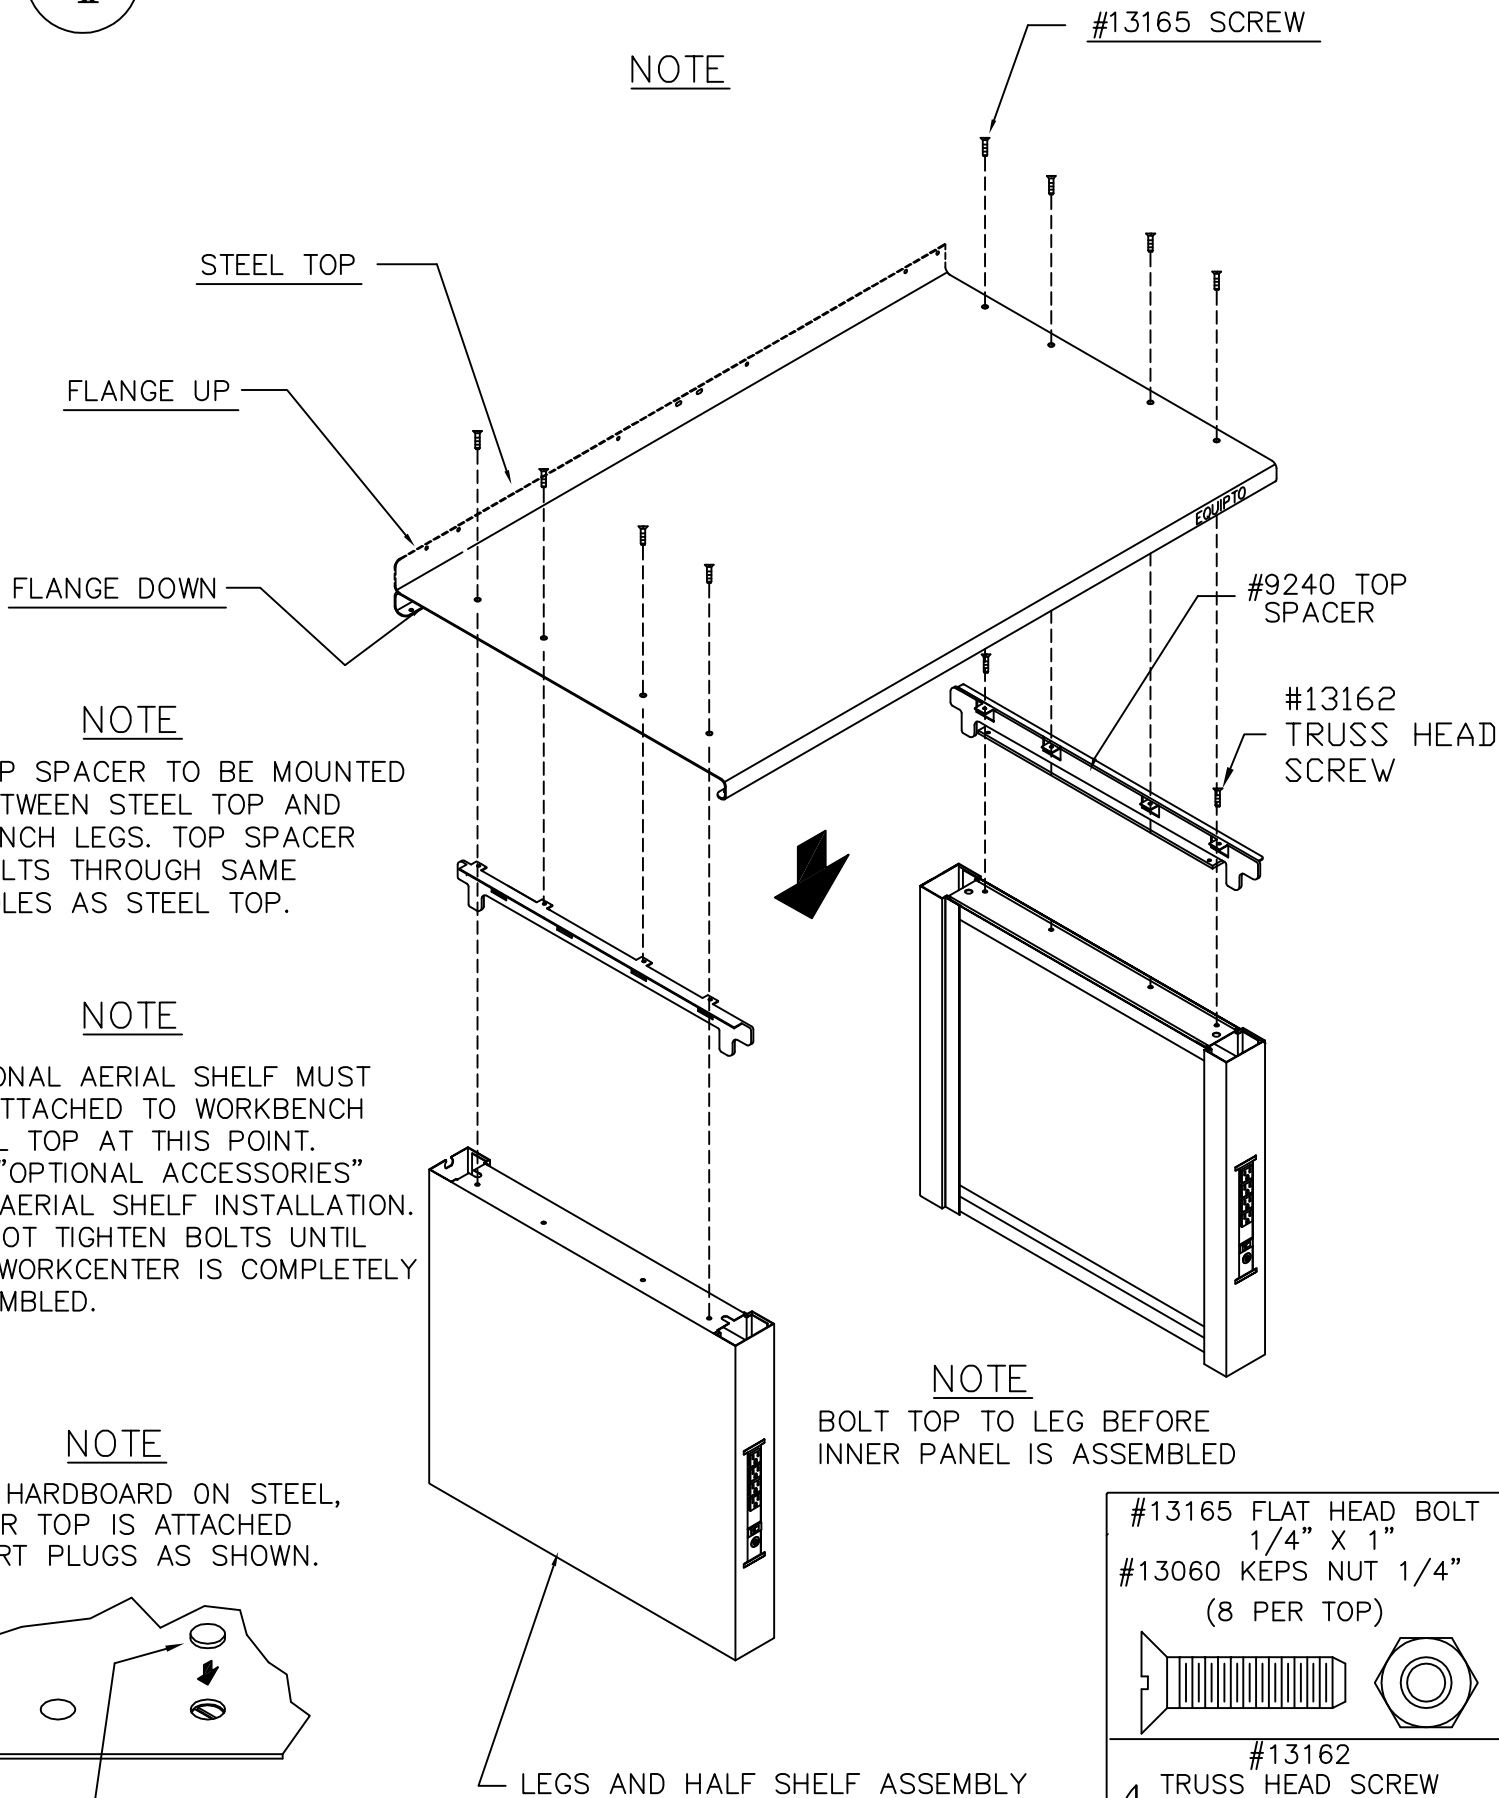 #13165 SCREW
NOTE
STEEL TOP
FLANGE UP
EQUIPTO
FLANGE DOWN
#9240 TOP
SPACER
#13162
TRUSS HEAD
SCREW
NOTE
P SPACER TO BE MOUNTED
TWEEN STEEL TOP AND
NCH LEGS. TOP SPACER
LTS THROUGH SAME
LES AS STEEL TOP.
NOTE
ONAL AERIAL SHELF MUST
TTACHED TO WORKBENCH
L TOP AT THIS POINT.
"OPTIONAL ACCESSORIES"
AERIAL SHELF INSTALLATION.
OT TIGHTEN BOLTS UNTIL
WORKCENTER IS COMPLETELY
MBLED.
NOTE
BOLT TOP TO LEG BEFORE
INNER PANEL IS ASSEMBLED
NOTE
HARDBOARD ON STEEL,
R TOP IS ATTACHED
RT PLUGS AS SHOWN.
#13165 FLAT HEAD BOLT
1/4" X 1"
#13060 KEPS NUT 1/4"
(8 PER TOP)
#13162
4 TRUSS HEAD SCREW
LEGS AND HALF SHELF ASSEMBLY